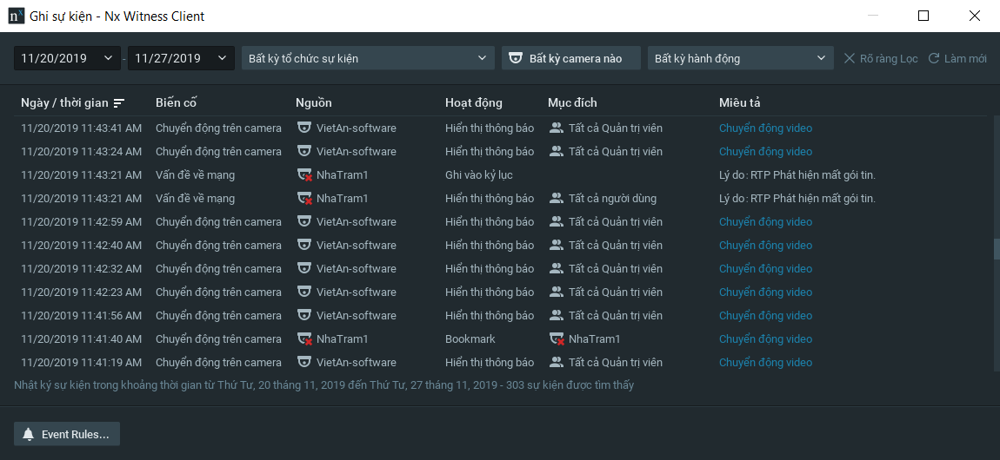 nx Ghi sự kiện - Nx Witness Client
11/20/2019 - 11/27/2019 Bất kỳ tổ chức sự kiện Bất kỳ camera nào Bất kỳ hành động Rõ ràng Lọc Làm mới
Ngày / thời gian Biến cố Nguồn Hoạt động Mục đích Miêu tả
11/20/2019 11:43:41 AM Chuyển động trên camera VietAn-software Hiển thị thông báo Tất cả Quản trị viên Chuyển động video
11/20/2019 11:43:24 AM Chuyển động trên camera VietAn-software Hiển thị thông báo Tất cả Quản trị viên Chuyển động video
11/20/2019 11:43:21 AM Vấn đề về mạng NhaTram1 Ghi vào kỷ lục Lý do: RTP Phát hiện mất gói tin.
11/20/2019 11:43:21 AM Vấn đề về mạng NhaTram1 Hiển thị thông báo Tất cả người dùng Lý do: RTP Phát hiện mất gói tin.
11/20/2019 11:42:59 AM Chuyển động trên camera VietAn-software Hiển thị thông báo Tất cả Quản trị viên Chuyển động video
11/20/2019 11:42:40 AM Chuyển động trên camera VietAn-software Hiển thị thông báo Tất cả Quản trị viên Chuyển động video
11/20/2019 11:42:32 AM Chuyển động trên camera VietAn-software Hiển thị thông báo Tất cả Quản trị viên Chuyển động video
11/20/2019 11:42:23 AM Chuyển động trên camera VietAn-software Hiển thị thông báo Tất cả Quản trị viên Chuyển động video
11/20/2019 11:41:56 AM Chuyển động trên camera VietAn-software Hiển thị thông báo Tất cả Quản trị viên Chuyển động video
11/20/2019 11:41:40 AM Chuyển động trên camera NhaTram1 Bookmark NhaTram1 Chuyển động video
11/20/2019 11:41:19 AM Chuyển động trên camera VietAn-software Hiển thị thông báo Tất cả Quản trị viên Chuyển động video
Nhật ký sự kiện trong khoảng thời gian từ Thứ Tư, 20 tháng 11, 2019 đến Thứ Tư, 27 tháng 11, 2019 - 303 sự kiện được tìm thấy
Event Rules...